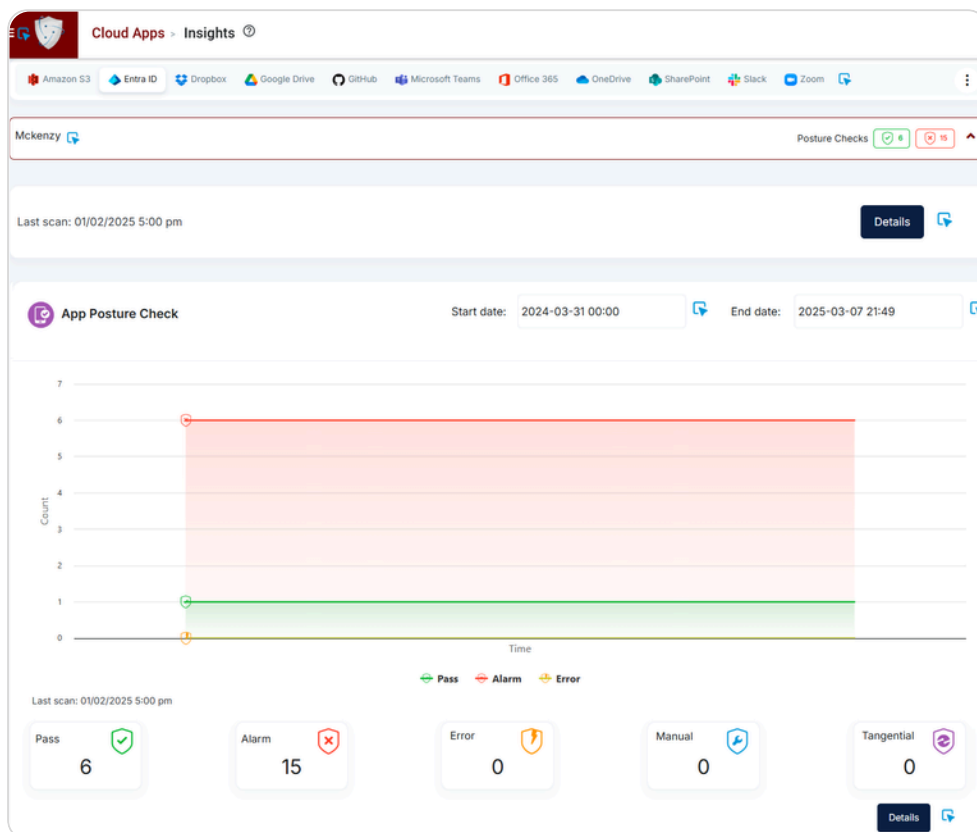 Cloud Apps > Insights
Amazon S3 Entra ID Dropbox Google Drive GitHub Microsoft Teams Office 365 OneDrive SharePoint Slack Zoom
Mckenzy Posture Checks 6 15
Last scan: 01/02/2025 5:00 pm Details
App Posture Check Start date: 2024-03-31 00:00 End date: 2025-03-07 21:49
7
6
5
4
3
2
1
0
Count
Time
Pass Alarm Error
Last scan: 01/02/2025 5:00 pm
Pass Alarm Error Manual Tangential
6 15 0 0 0
Details